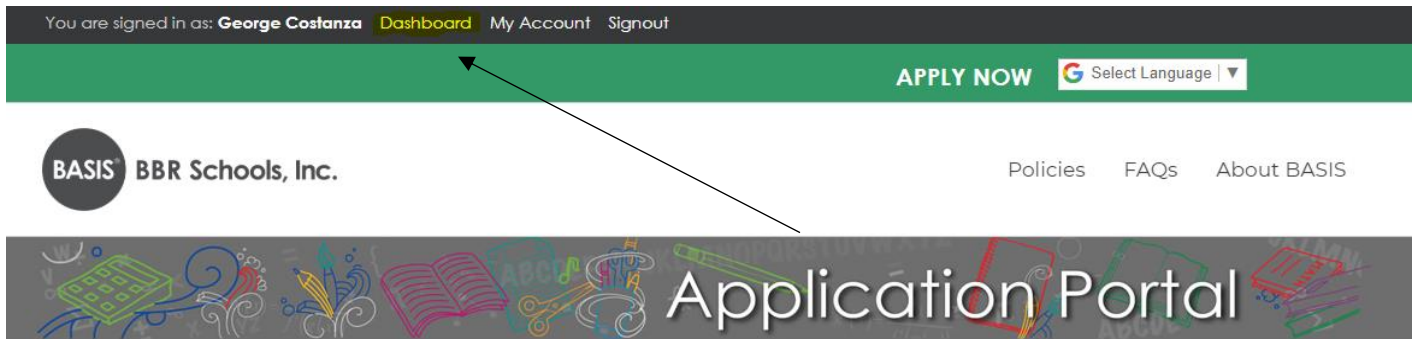 You are signed in as: George Costanza Dashboard My Account Signout
APPLY NOW Select Language ▼
BASIS® BBR Schools, Inc. Policies FAQs About BASIS
Application Portal